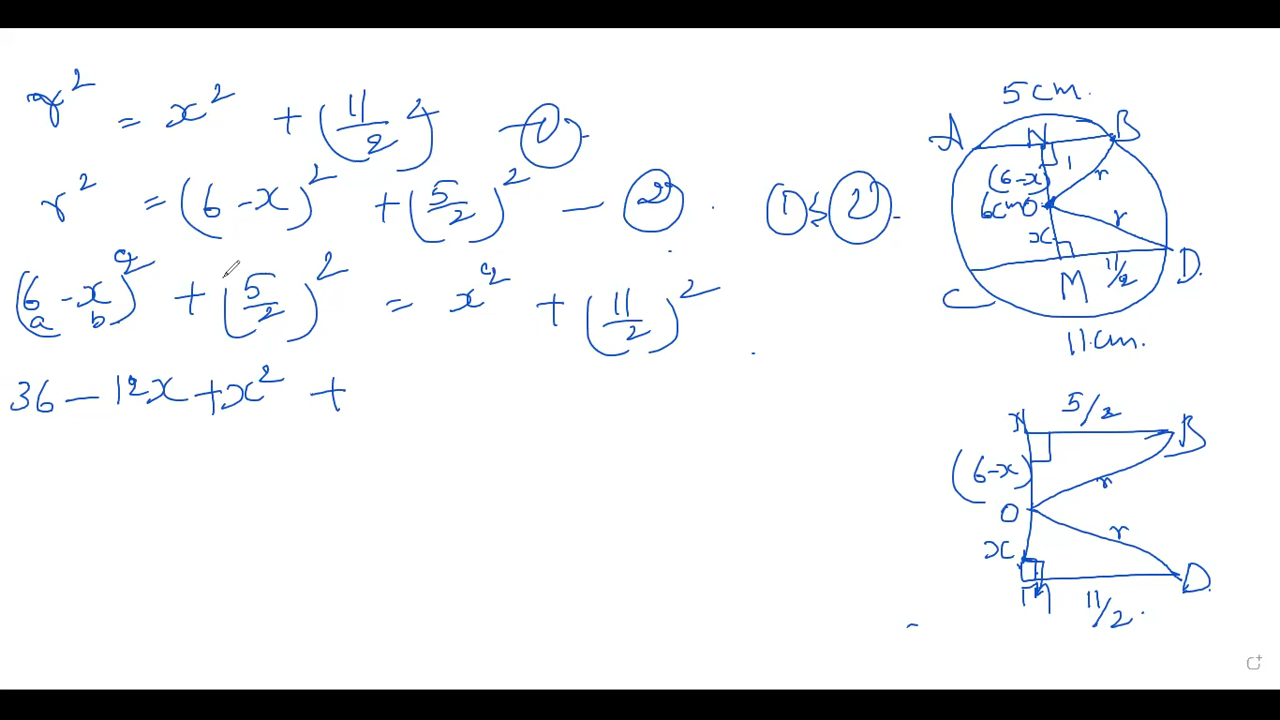 r² = x² + (11/2)² — ①.
r² = (6-x)² + (5/2)² — ② . ① & ②.
(6-x)² + (5/2)² = x² + (11/2)²
a b
36 - 12x + x² +
5cm.
A N B
(6-x) r
6cm O r
x
C M 11/2 D.
11cm.
N 5/2 B
(6-x) r
O
x r
M 11/2. D.